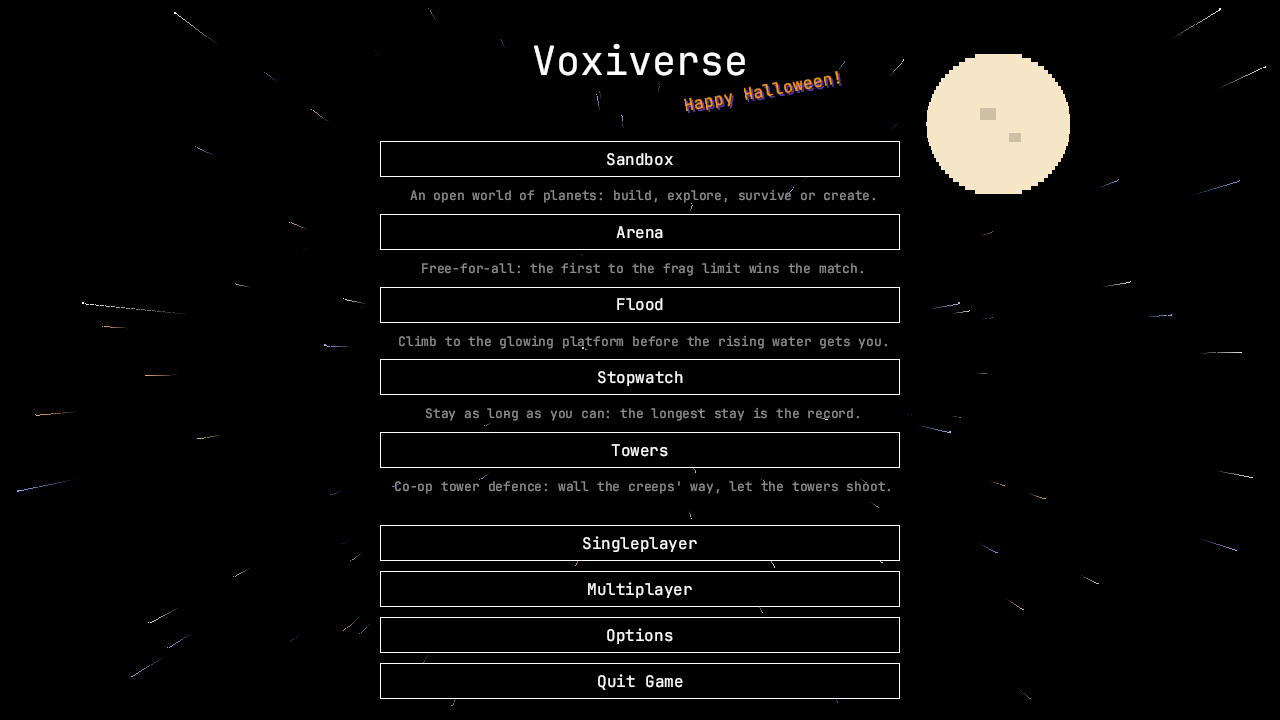 Voxiverse
Happy Halloween!
Sandbox
An open world of planets: build, explore, survive or create.
Arena
Free-for-all: the first to the frag limit wins the match.
Flood
Climb to the glowing platform before the rising water gets you.
Stopwatch
Stay as long as you can: the longest stay is the record.
Towers
Co-op tower defence: wall the creeps' way, let the towers shoot.
Singleplayer
Multiplayer
Options
Quit Game